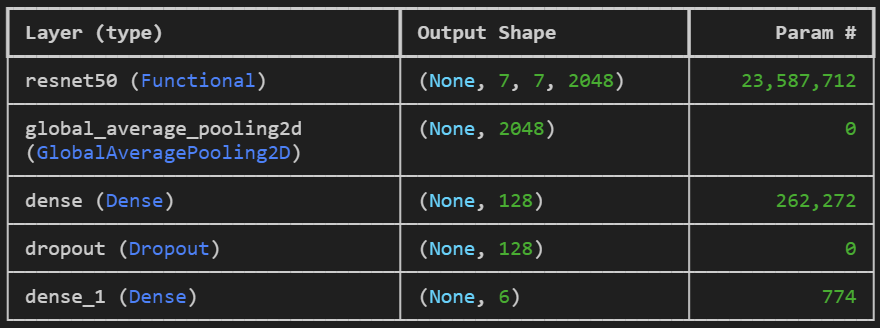 Layer (type) Output Shape Param #
resnet50 (Functional) (None, 7, 7, 2048) 23,587,712
global_average_pooling2d (None, 2048) 0
(GlobalAveragePooling2D)
dense (Dense) (None, 128) 262,272
dropout (Dropout) (None, 128) 0
dense_1 (Dense) (None, 6) 774